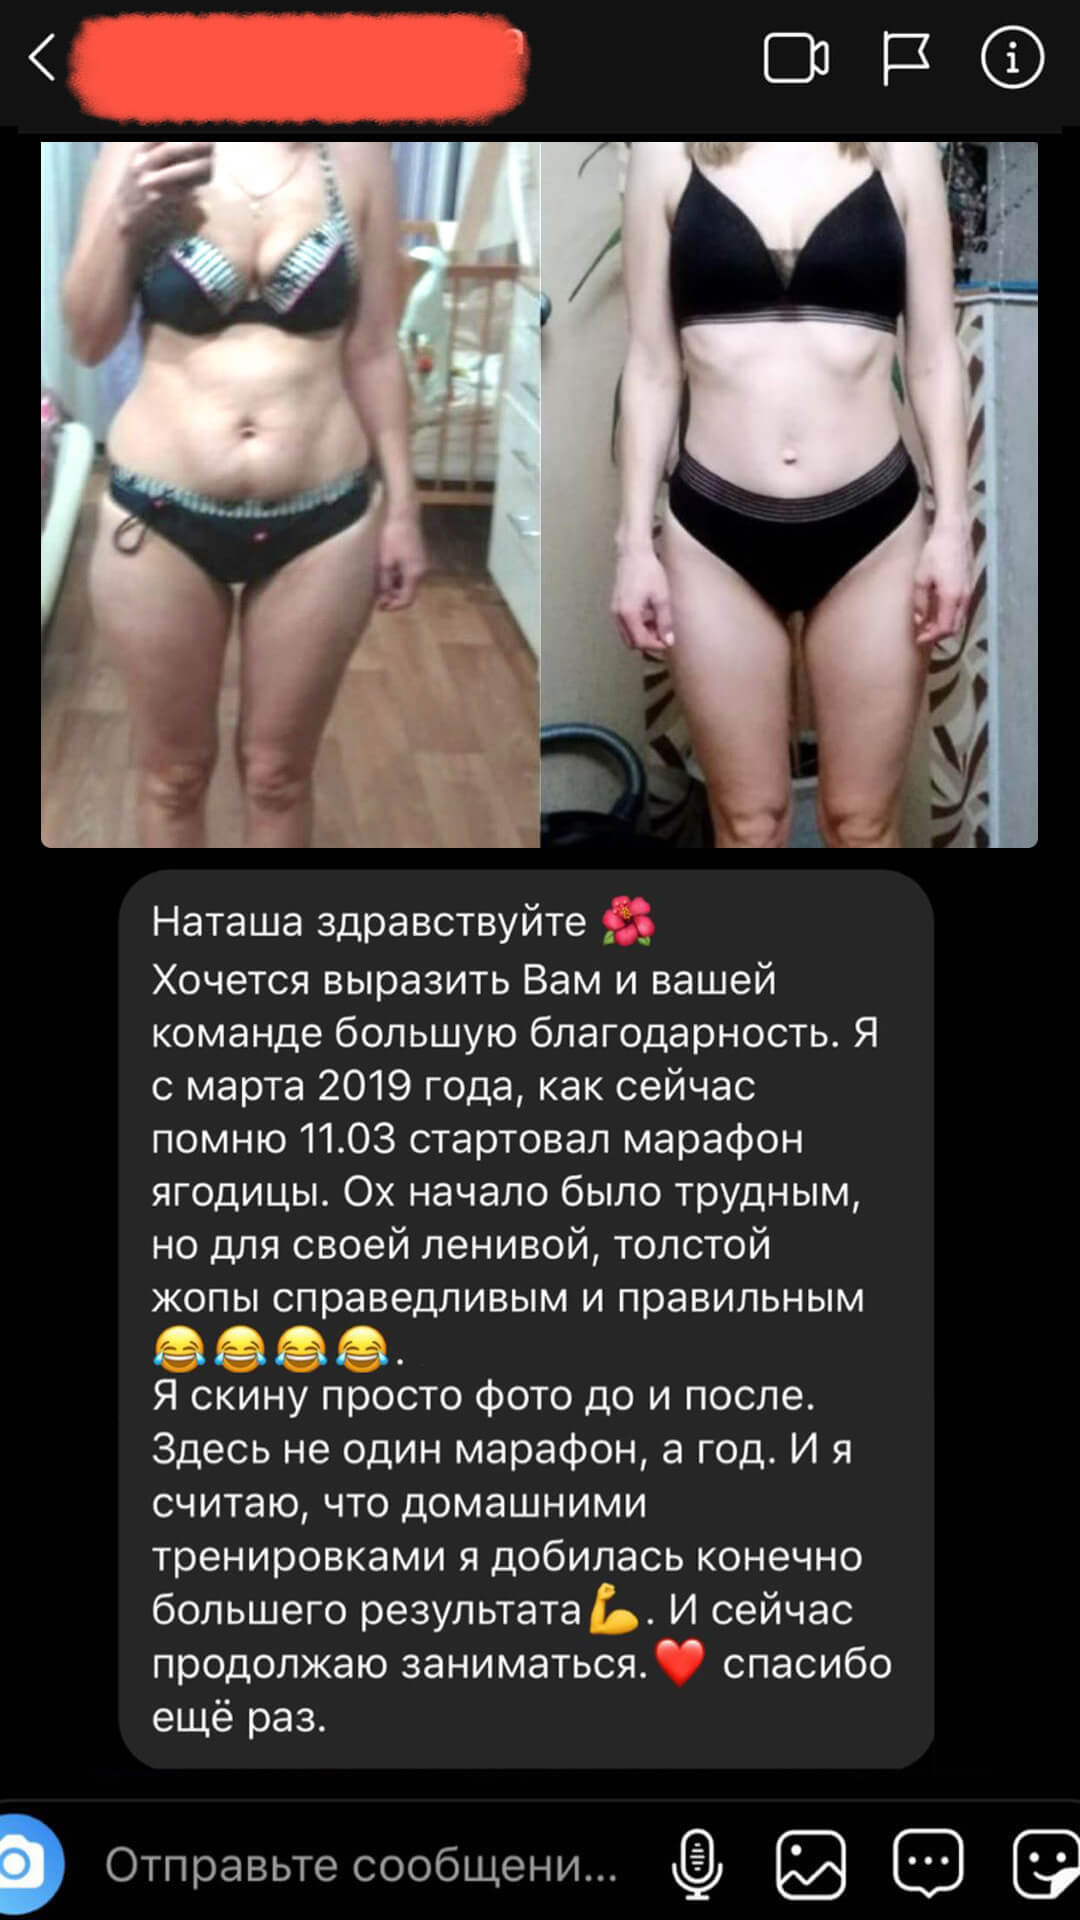 Наташа здравствуйте 🌺
Хочется выразить Вам и вашей
команде большую благодарность. Я
с марта 2019 года, как сейчас
помню 11.03 стартовал марафон
ягодицы. Ох начало было трудным,
но для своей ленивой, толстой
жопы справедливым и правильным
😂😂😂😂.
Я скину просто фото до и после.
Здесь не один марафон, а год. И я
считаю, что домашними
тренировками я добилась конечно
большего результата💪. И сейчас
продолжаю заниматься.❤️ спасибо
ещё раз.
Отправьте сообщени...